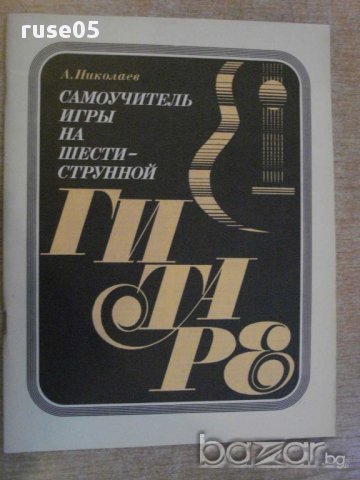 ruse05
А. Николаев
САМОУЧИТЕЛЬ
ИГРЫ
НА
ШЕСТИ-
СТРУННОЙ
ГИ
ТА
РЕ
bazar.bg